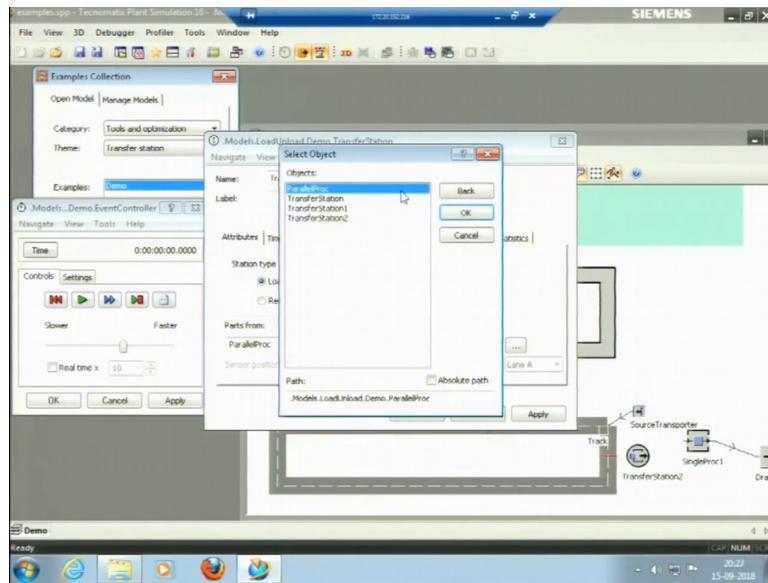 examples.spp - Tecnomatix Plant Simulation 10 -
172.20.192.216
SIEMENS
File View 3D Debugger Profiler Tools Window Help
Examples Collection
Open Model Manage Models
Category: Tools and optimization
Theme: Transfer station
Examples: Demo
.Models.LoadUnload.Demo.TransferStation
Navigate View
Name:
Label:
Attributes
Station type
Parts from:
ParallelProc
Sensor position
Lane A
...
Apply
Select Object
Objects:
ParallelProc
TransferStation
TransferStation1
TransferStation2
Back
OK
Cancel
Path:
Absolute path
.Models.LoadUnload.Demo.ParallelProc
.Models...Demo.EventController
Navigate View Tools Help
Time 0:00:00:00.0000
Controls Settings
Slower Faster
Real time x 10
OK Cancel Apply
SourceTransporter
Track
SingleProc1
TransferStation2
Demo
Ready
CAP NUM
20:27
15-09-2018